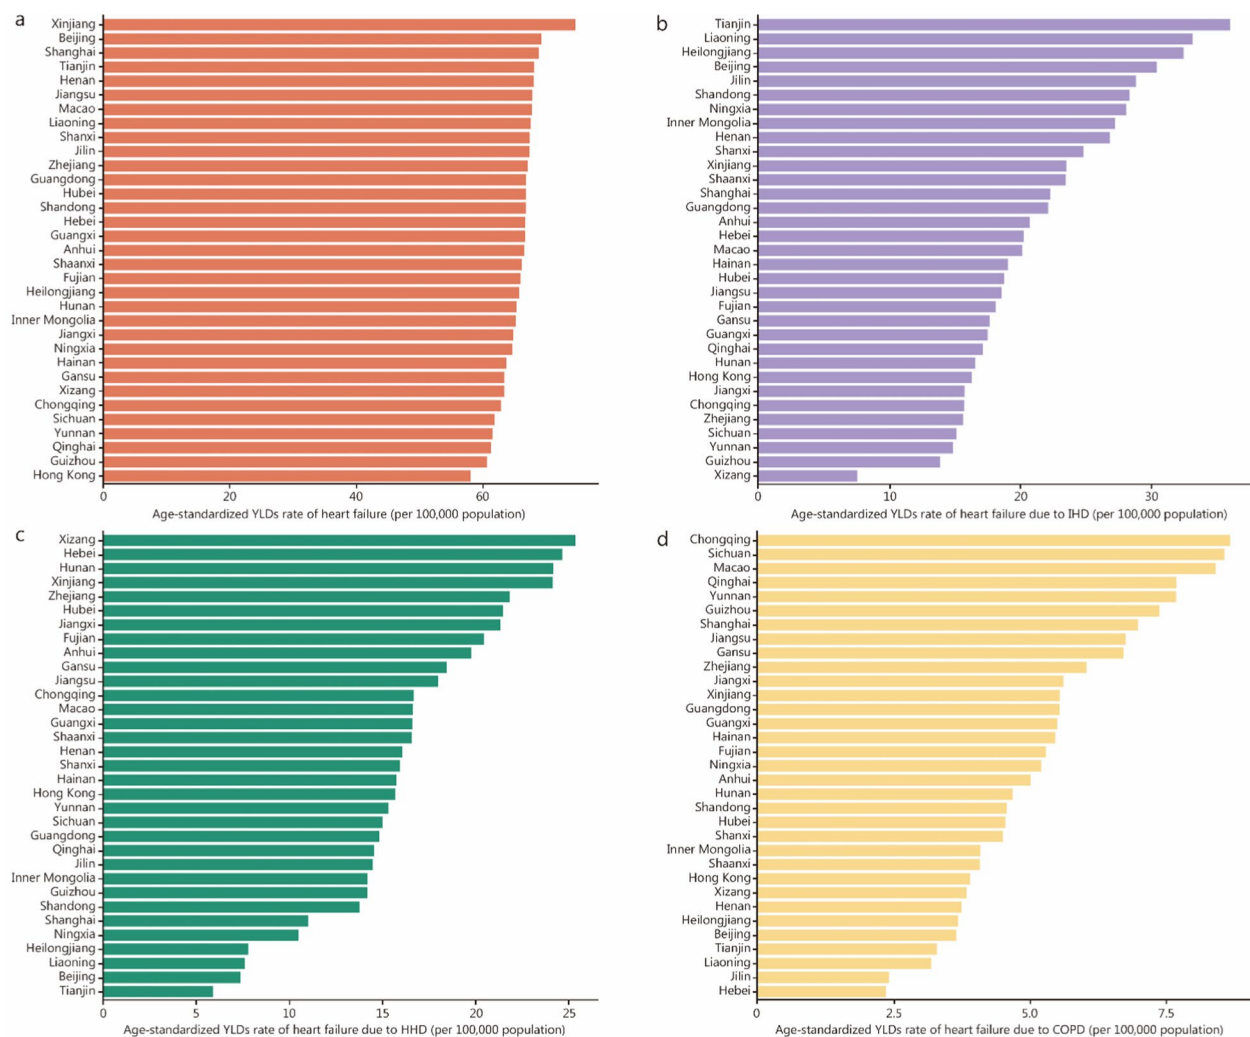 a
Xinjiang
Beijing
Shanghai
Tianjin
Henan
Jiangsu
Macao
Liaoning
Shanxi
Jilin
Zhejiang
Guangdong
Hubei
Shandong
Hebei
Guangxi
Anhui
Shaanxi
Fujian
Heilongjiang
Hunan
Inner Mongolia
Jiangxi
Ningxia
Hainan
Gansu
Xizang
Chongqing
Sichuan
Yunnan
Qinghai
Guizhou
Hong Kong
0 20 40 60
Age-standardized YLDs rate of heart failure (per 100,000 population)
b
Tianjin
Liaoning
Heilongjiang
Beijing
Jilin
Shandong
Ningxia
Inner Mongolia
Henan
Shanxi
Xinjiang
Shaanxi
Shanghai
Guangdong
Anhui
Hebei
Macao
Hainan
Hubei
Jiangsu
Fujian
Gansu
Guangxi
Qinghai
Hunan
Hong Kong
Jiangxi
Chongqing
Zhejiang
Sichuan
Yunnan
Guizhou
Xizang
0 10 20 30
Age-standardized YLDs rate of heart failure due to IHD (per 100,000 population)
c
Xizang
Hebei
Hunan
Xinjiang
Zhejiang
Hubei
Jiangxi
Fujian
Anhui
Gansu
Jiangsu
Chongqing
Macao
Guangxi
Shaanxi
Henan
Shanxi
Hainan
Hong Kong
Yunnan
Sichuan
Guangdong
Qinghai
Jilin
Inner Mongolia
Guizhou
Shandong
Shanghai
Ningxia
Heilongjiang
Liaoning
Beijing
Tianjin
0 5 10 15 20 25
Age-standardized YLDs rate of heart failure due to HHD (per 100,000 population)
d
Chongqing
Sichuan
Macao
Qinghai
Yunnan
Guizhou
Shanghai
Jiangsu
Gansu
Zhejiang
Jiangxi
Xinjiang
Guangdong
Guangxi
Hainan
Fujian
Ningxia
Anhui
Hunan
Shandong
Hubei
Shanxi
Inner Mongolia
Shaanxi
Hong Kong
Xizang
Henan
Heilongjiang
Beijing
Tianjin
Liaoning
Jilin
Hebei
0 2.5 5.0 7.5
Age-standardized YLDs rate of heart failure due to COPD (per 100,000 population)